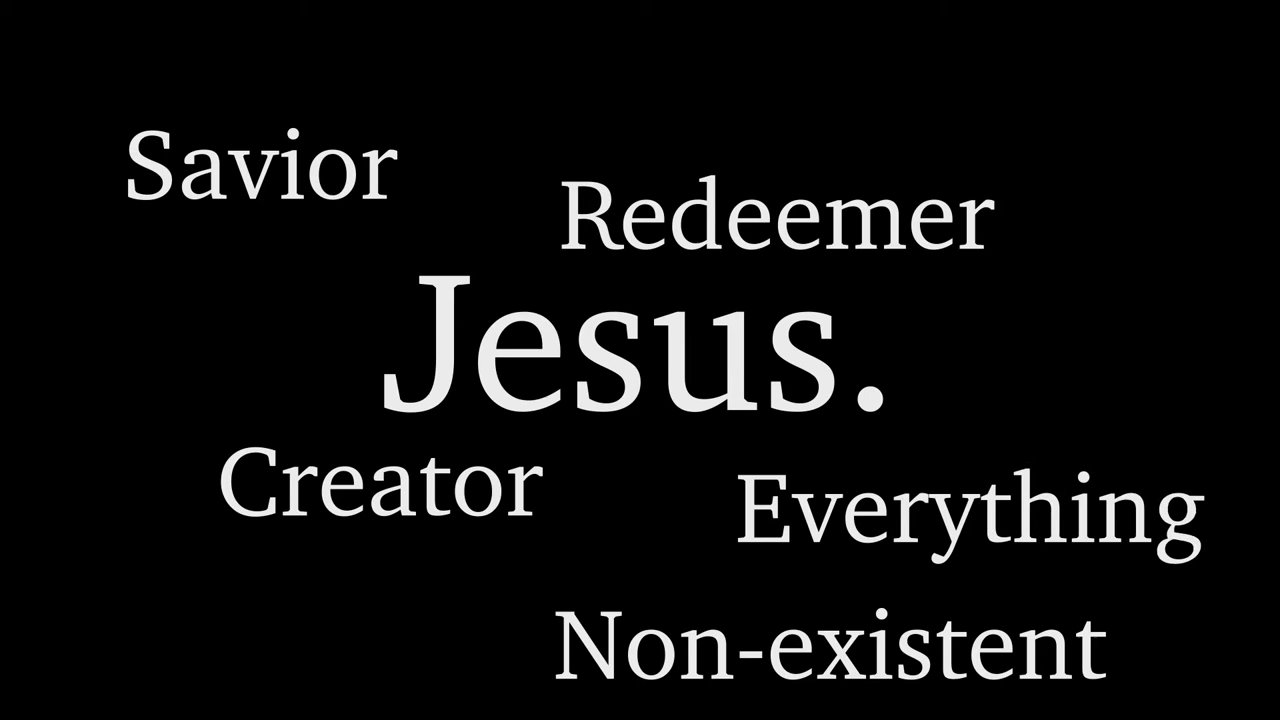 Savior
Redeemer
Jesus.
Creator
Everything
Non-existent